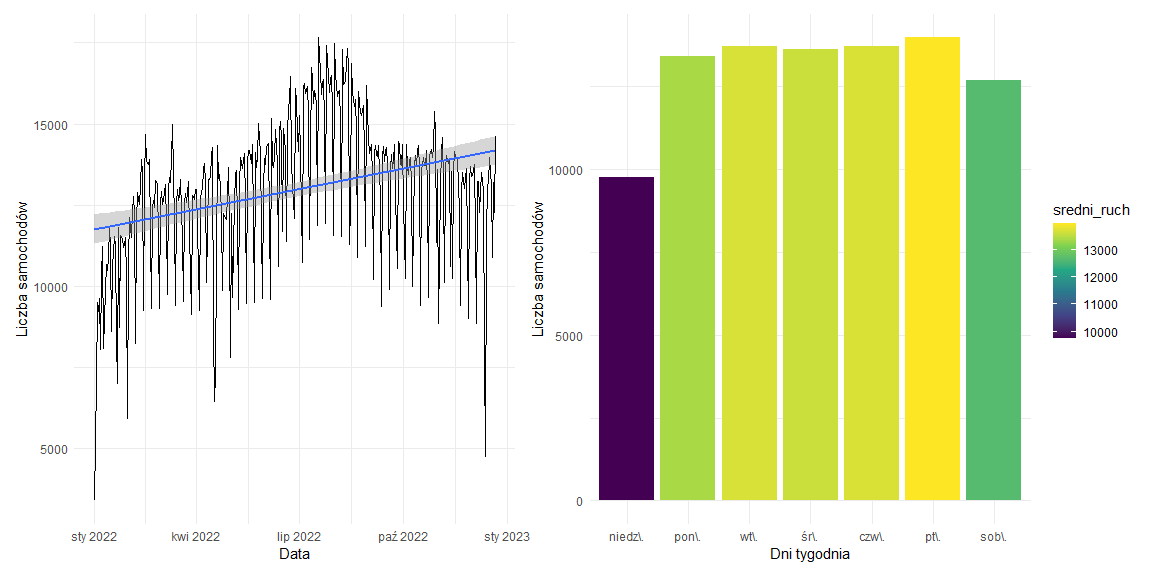 Liczba samochodów
15000
10000
5000
sty 2022
kwi 2022
lip 2022
paź 2022
sty 2023
Data
Liczba samochodów
10000
5000
0
niedz\.
pon\.
wt\.
śr\.
czw\.
pt\.
sob\.
Dni tygodnia
sredni_ruch
13000
12000
11000
10000